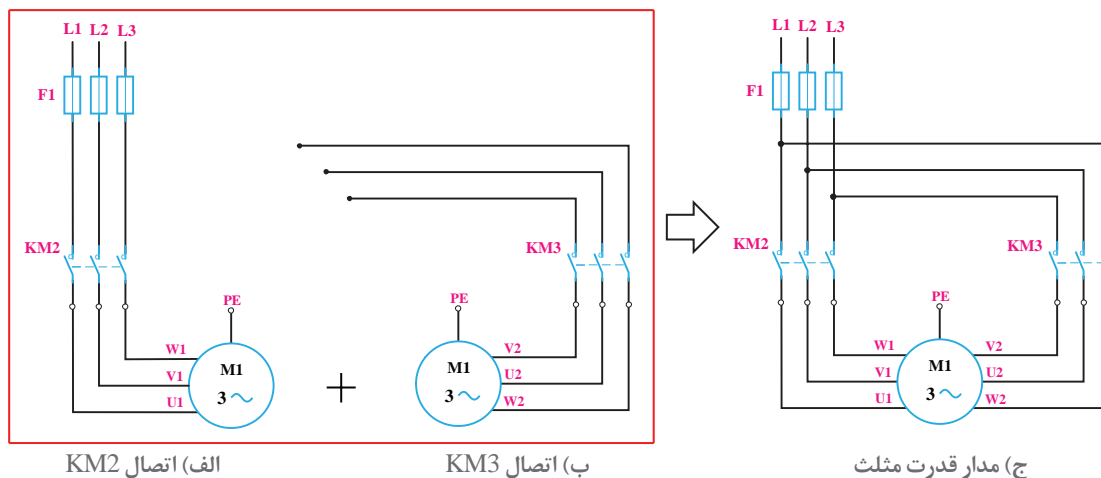 L1 L2 L3
F1
KM2
PE
W1
V1
U1
M1
3
+
KM3
PE
M1
3
V2
U2
W2
L1 L2 L3
F1
KM2
KM3
PE
W1
V1
U1
M1
3
V2
U2
W2
الف) اتصال KM2
ب) اتصال KM3
ج) مدار قدرت مثلث